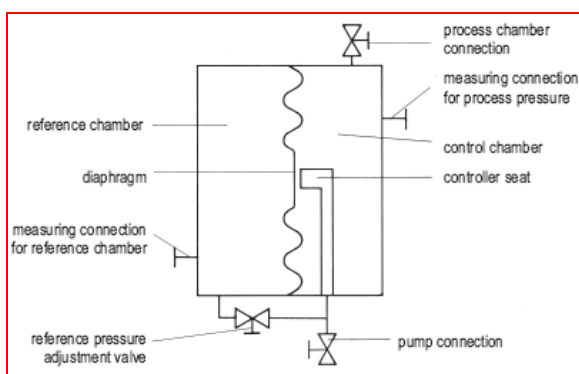 process chamber
connection
measuring connection
for process pressure
reference chamber
control chamber
diaphragm
controller seat
measuring connection
for reference chamber
reference pressure
adjustment valve
pump connection